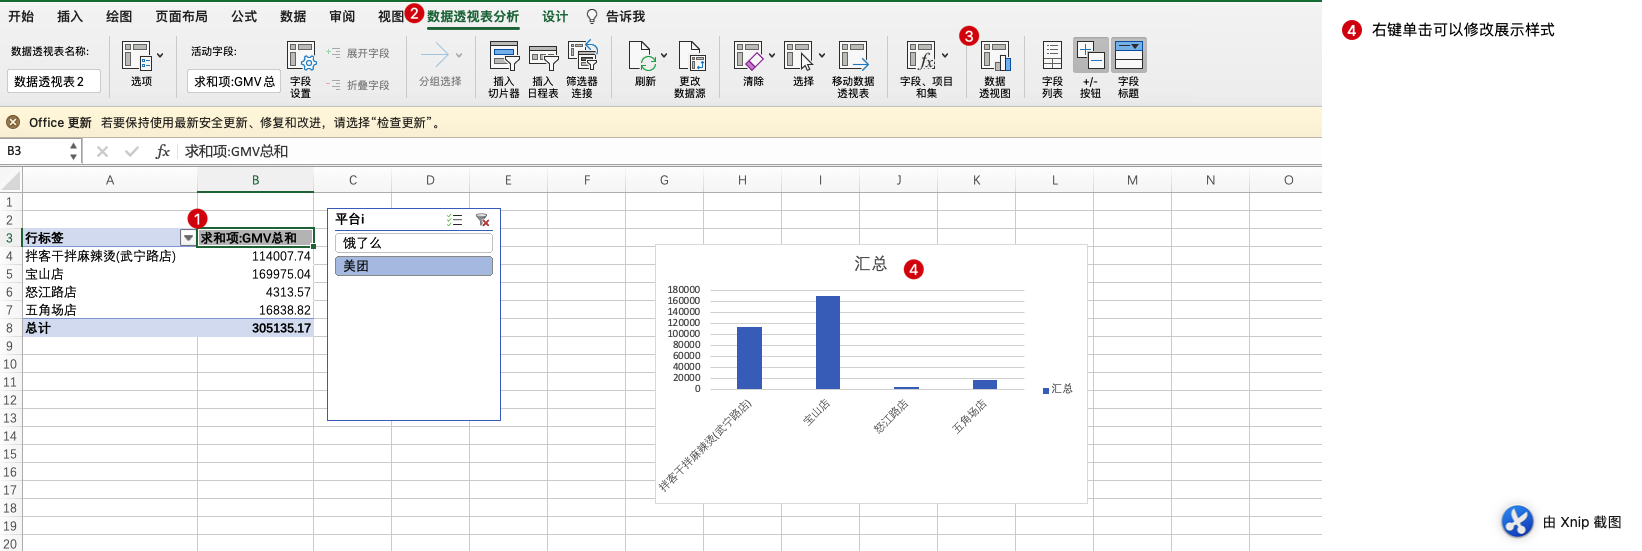 开始 插入 绘图 页面布局 公式 数据 审阅 视图 2 数据透视表分析 设计 告诉我
4 右键单击可以修改展示样式
数据透视表名称:
数据透视表2
选项
活动字段:
求和项:GMV总
字段
设置
展开字段
折叠字段
分组选择
插入
切片器
插入
日程表
筛选器
连接
刷新
更改
数据源
清除
选择
移动数据
透视表
字段、项目
和集
3
数据
透视图
字段
列表
+/-
按钮
字段
标题
Office 更新 若要保持使用最新安全更新、修复和改进，请选择“检查更新”。
B3 fx 求和项:GMV总和
A B C D E F G H I J K L M N O
1
2
3 行标签 1 求和项:GMV总和
4 拌客干拌麻辣烫(武宁路店) 114007.74
5 宝山店 169975.04
6 怒江路店 4313.57
7 五角场店 16838.82
8 总计 305135.17
9
10
11
12
13
14
15
16
17
18
19
20
平台i
饿了么
美团
汇总 4
180000
160000
140000
120000
100000
80000
60000
40000
20000
0
拌客干拌麻辣烫(武宁路店)
宝山店
怒江路店
五角场店
汇总
由 Xnip 截图